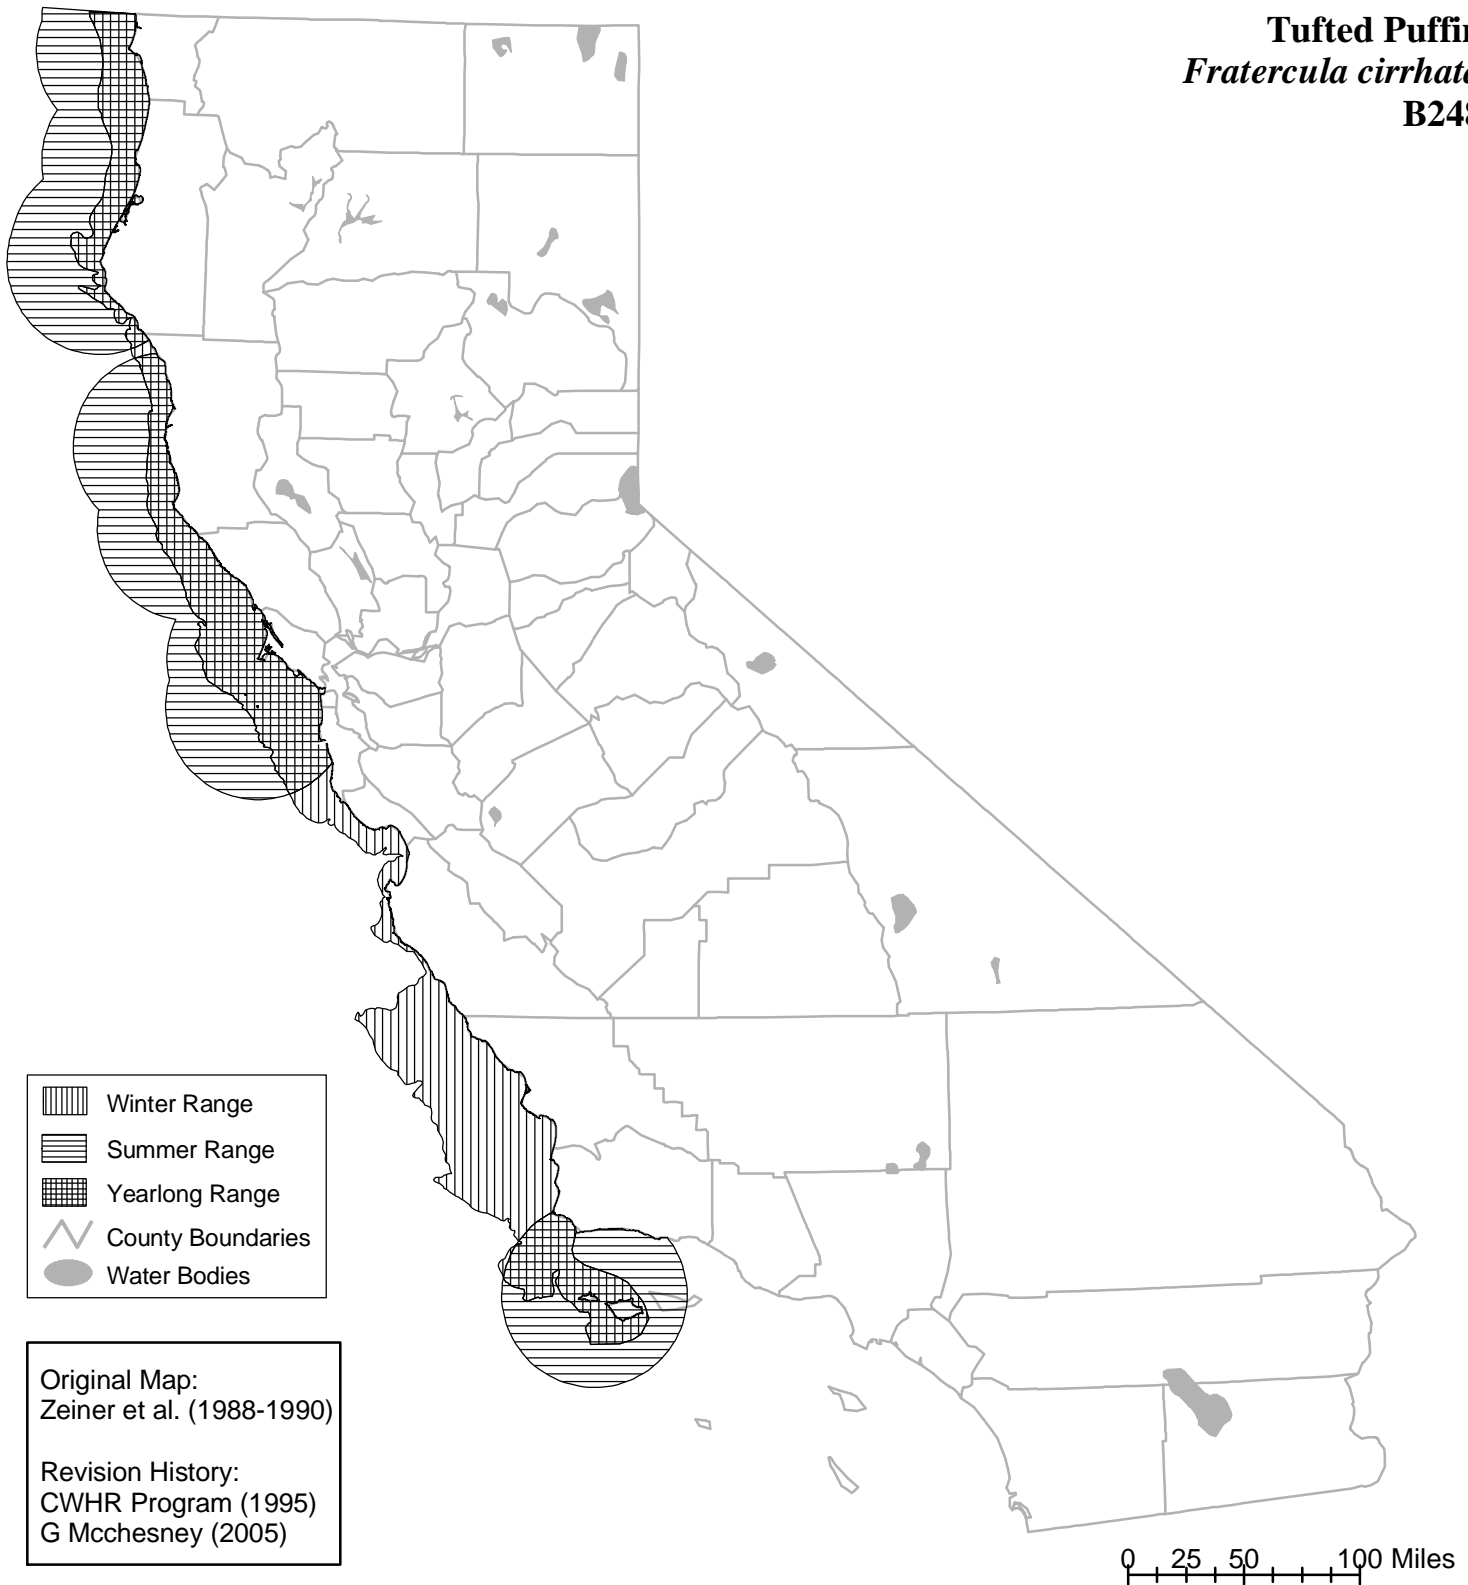 Tufted Puffin
Fratercula cirrhata
B248
Winter Range
Summer Range
Yearlong Range
County Boundaries
Water Bodies
Original Map:
Zeiner et al. (1988-1990)
Revision History:
CWHR Program (1995)
G Mcchesney (2005)
0 25 50 100 Miles